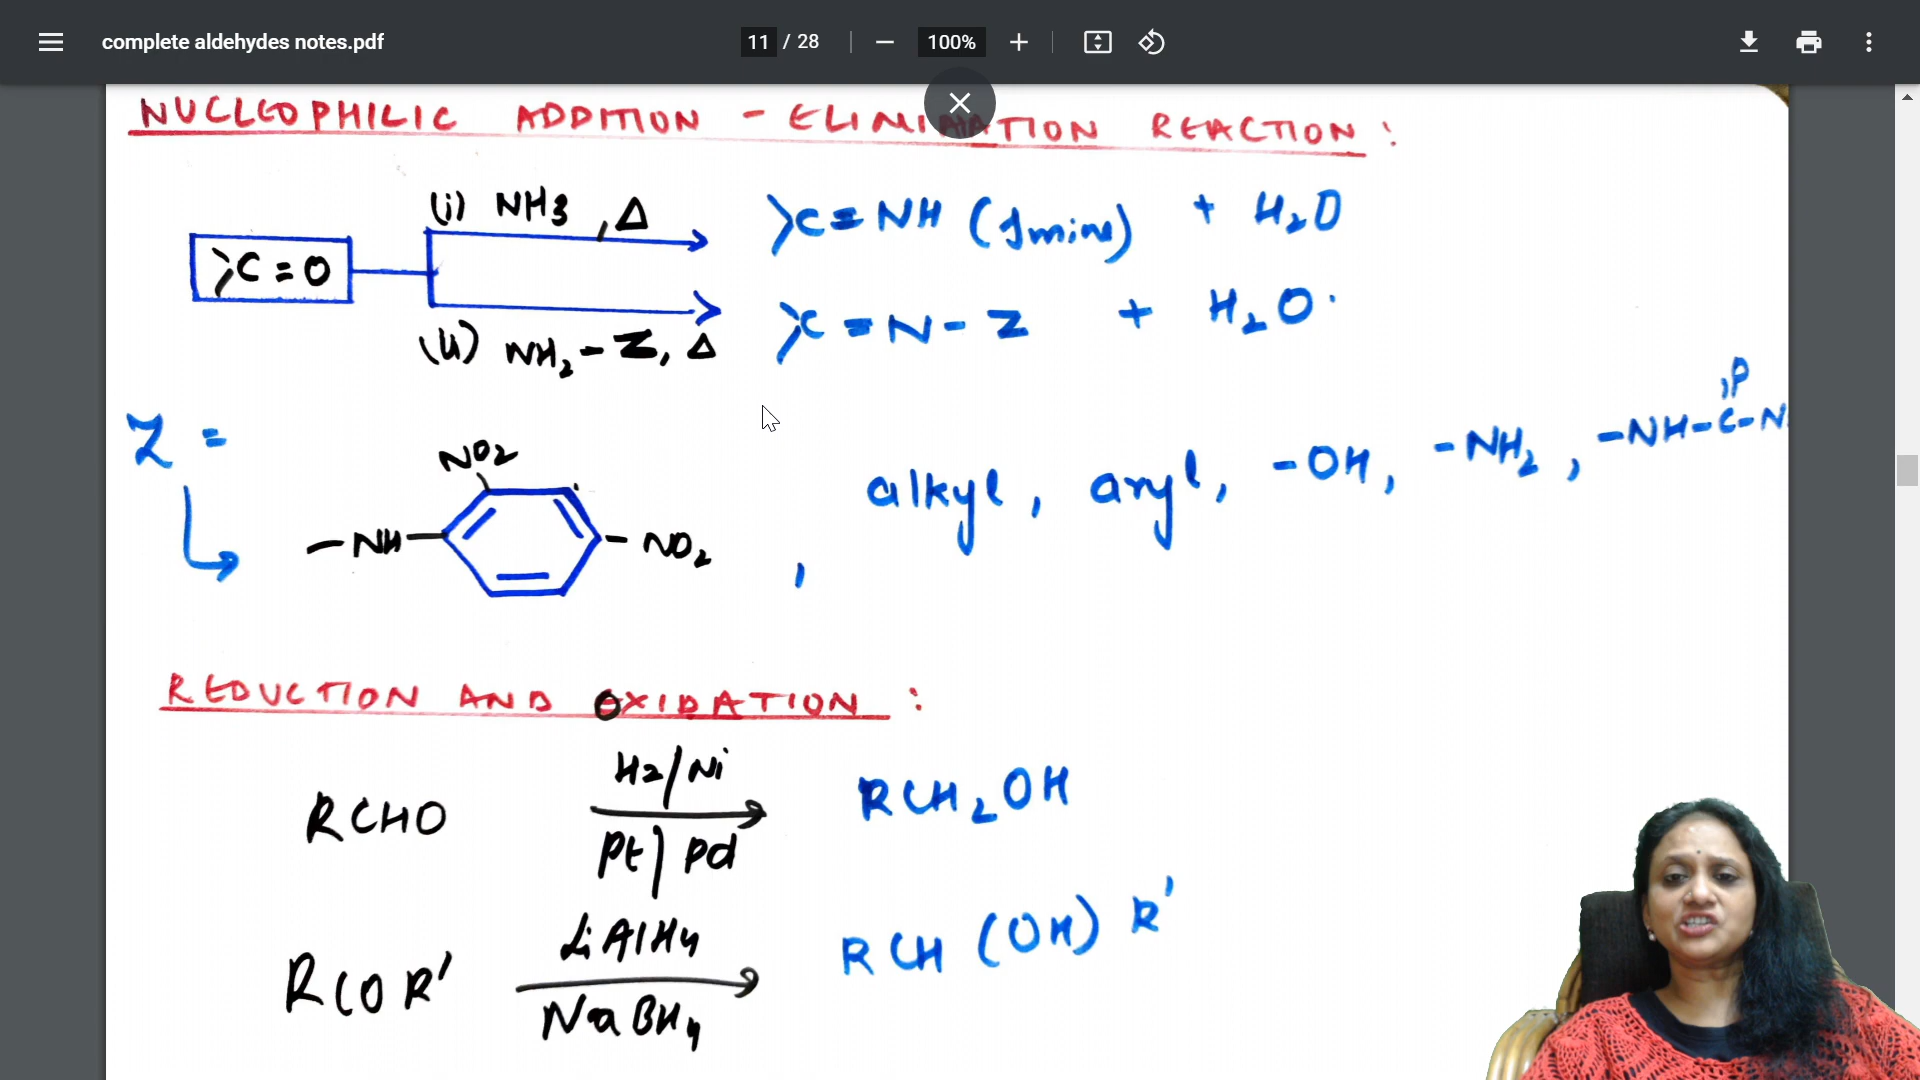 complete aldehydes notes.pdf
11 / 28
100%
NUCLEOPHILIC ADDITION - ELIMINATION REACTION :
(i) NH3 , Δ
>C=NH (Imine) + H2O
>C=O
>C=N-Z + H2O.
(ii) NH2-Z, Δ
Z =
NO2
-NH
-NO2
, alkyl, aryl, -OH, -NH2, -NH-C-N
REDUCTION AND OXIDATION :
RCHO
H2/Ni
Pt/Pd
RCH2OH
RCOR'
LiAlH4
NaBH4
RCH(OH)R'